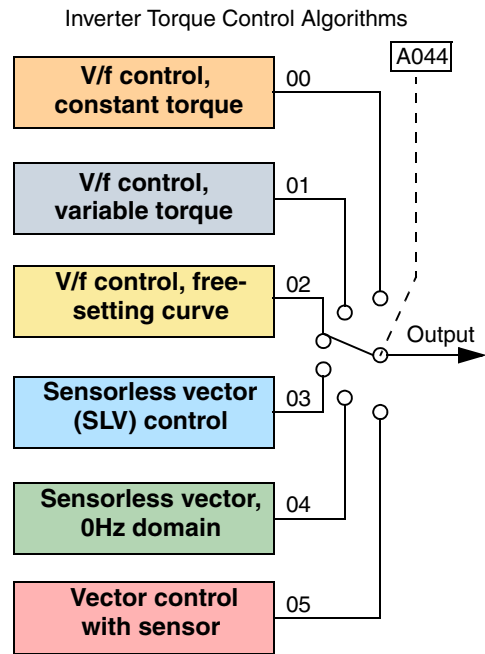 Inverter Torque Control Algorithms
A044
V/f control,
constant torque
00
V/f control,
variable torque
01
V/f control, free-
setting curve
02
Output
Sensorless vector
(SLV) control
03
Sensorless vector,
0Hz domain
04
Vector control
with sensor
05